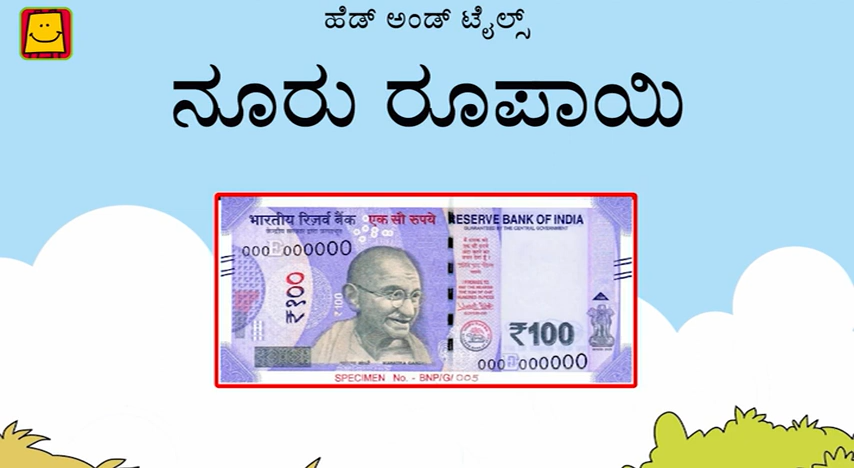 ಹೆಡ್ ಅಂಡ್ ಟೈಲ್ಸ್
ನೂರು ರೂಪಾಯಿ
भारतीय रिज़र्व बैंक एक सौ रुपये RESERVE BANK OF INDIA
GUARANTEED BY THE CENTRAL GOVERNMENT
000 000000
₹१००
₹100
₹100
000 000000
SPECIMEN No. - BNP/G/ 005